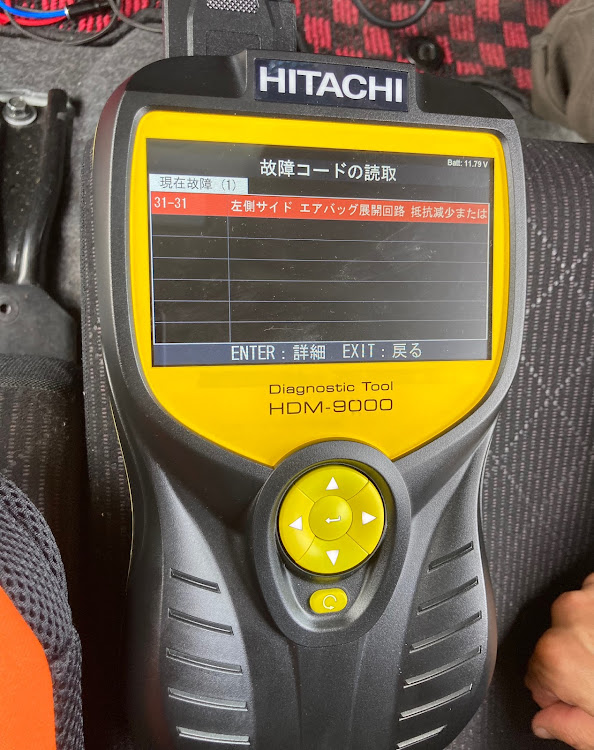 HITACHI
Batt: 11.79 V
故障コードの読取
現在故障 (1)
31-31 左側サイド エアバッグ展開回路 抵抗減少または
ENTER：詳細 EXIT：戻る
Diagnostic Tool
HDM-9000